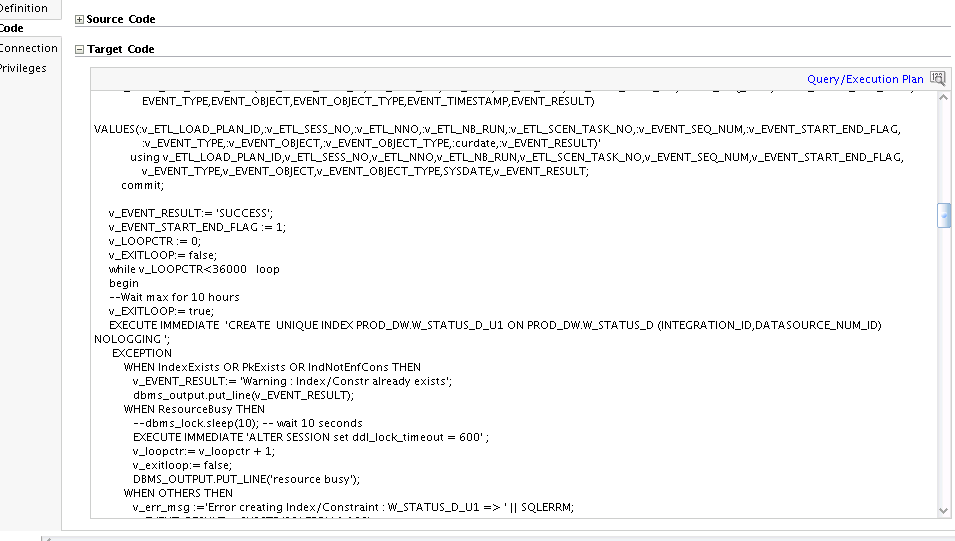 Definition
Code
Connection
Privileges
Source Code
Target Code
Query/Execution Plan
EVENT_TYPE,EVENT_OBJECT,EVENT_OBJECT_TYPE,EVENT_TIMESTAMP,EVENT_RESULT)
VALUES(:v_ETL_LOAD_PLAN_ID,:v_ETL_SESS_NO,:v_ETL_NNO,:v_ETL_NB_RUN,:v_ETL_SCEN_TASK_NO,:v_EVENT_SEQ_NUM,:v_EVENT_START_END_FLAG,
:v_EVENT_TYPE,:v_EVENT_OBJECT,:v_EVENT_OBJECT_TYPE,:curdate,:v_EVENT_RESULT)'
using v_ETL_LOAD_PLAN_ID,v_ETL_SESS_NO,v_ETL_NNO,v_ETL_NB_RUN,v_ETL_SCEN_TASK_NO,v_EVENT_SEQ_NUM,v_EVENT_START_END_FLAG,
v_EVENT_TYPE,v_EVENT_OBJECT,v_EVENT_OBJECT_TYPE,SYSDATE,v_EVENT_RESULT;
commit;
v_EVENT_RESULT:= 'SUCCESS';
v_EVENT_START_END_FLAG := 1;
v_LOOPCTR := 0;
v_EXITLOOP:= false;
while v_LOOPCTR<36000 loop
begin
--Wait max for 10 hours
v_EXITLOOP:= true;
EXECUTE IMMEDIATE 'CREATE UNIQUE INDEX PROD_DW.W_STATUS_D_U1 ON PROD_DW.W_STATUS_D (INTEGRATION_ID,DATASOURCE_NUM_ID)
NOLOGGING ';
EXCEPTION
WHEN IndexExists OR PkExists OR IndNotEnfCons THEN
v_EVENT_RESULT:= 'Warning : Index/Constr already exists';
dbms_output.put_line(v_EVENT_RESULT);
WHEN ResourceBusy THEN
--dbms_lock.sleep(10); -- wait 10 seconds
EXECUTE IMMEDIATE 'ALTER SESSION set ddl_lock_timeout = 600' ;
v_loopctr:= v_loopctr + 1;
v_exitloop:= false;
DBMS_OUTPUT.PUT_LINE('resource busy');
WHEN OTHERS THEN
v_err_msg :='Error creating Index/Constraint : W_STATUS_D_U1 => ' || SQLERRM;